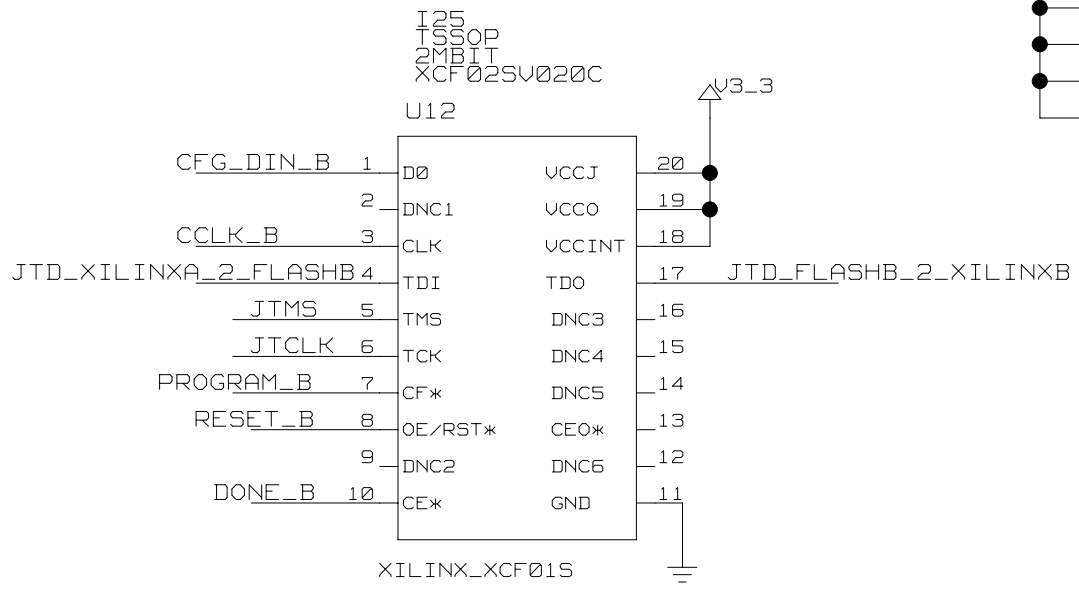 I25
TSSOP
2MBIT
XCF02SV020C
V3_3
U12
CFG_DIN_B 1 D0 VCCJ 20
2 DNC1 VCCO 19
CCLK_B 3 CLK VCCINT 18
JTD_XILINXA_2_FLASHB 4 TDI TDO 17 JTD_FLASHB_2_XILINXB
JTMS 5 TMS DNC3 16
JTCLK 6 TCK DNC4 15
PROGRAM_B 7 CF* DNC5 14
RESET_B 8 OE/RST* CEO* 13
9 DNC2 DNC6 12
DONE_B 10 CE* GND 11
XILINX_XCF01S